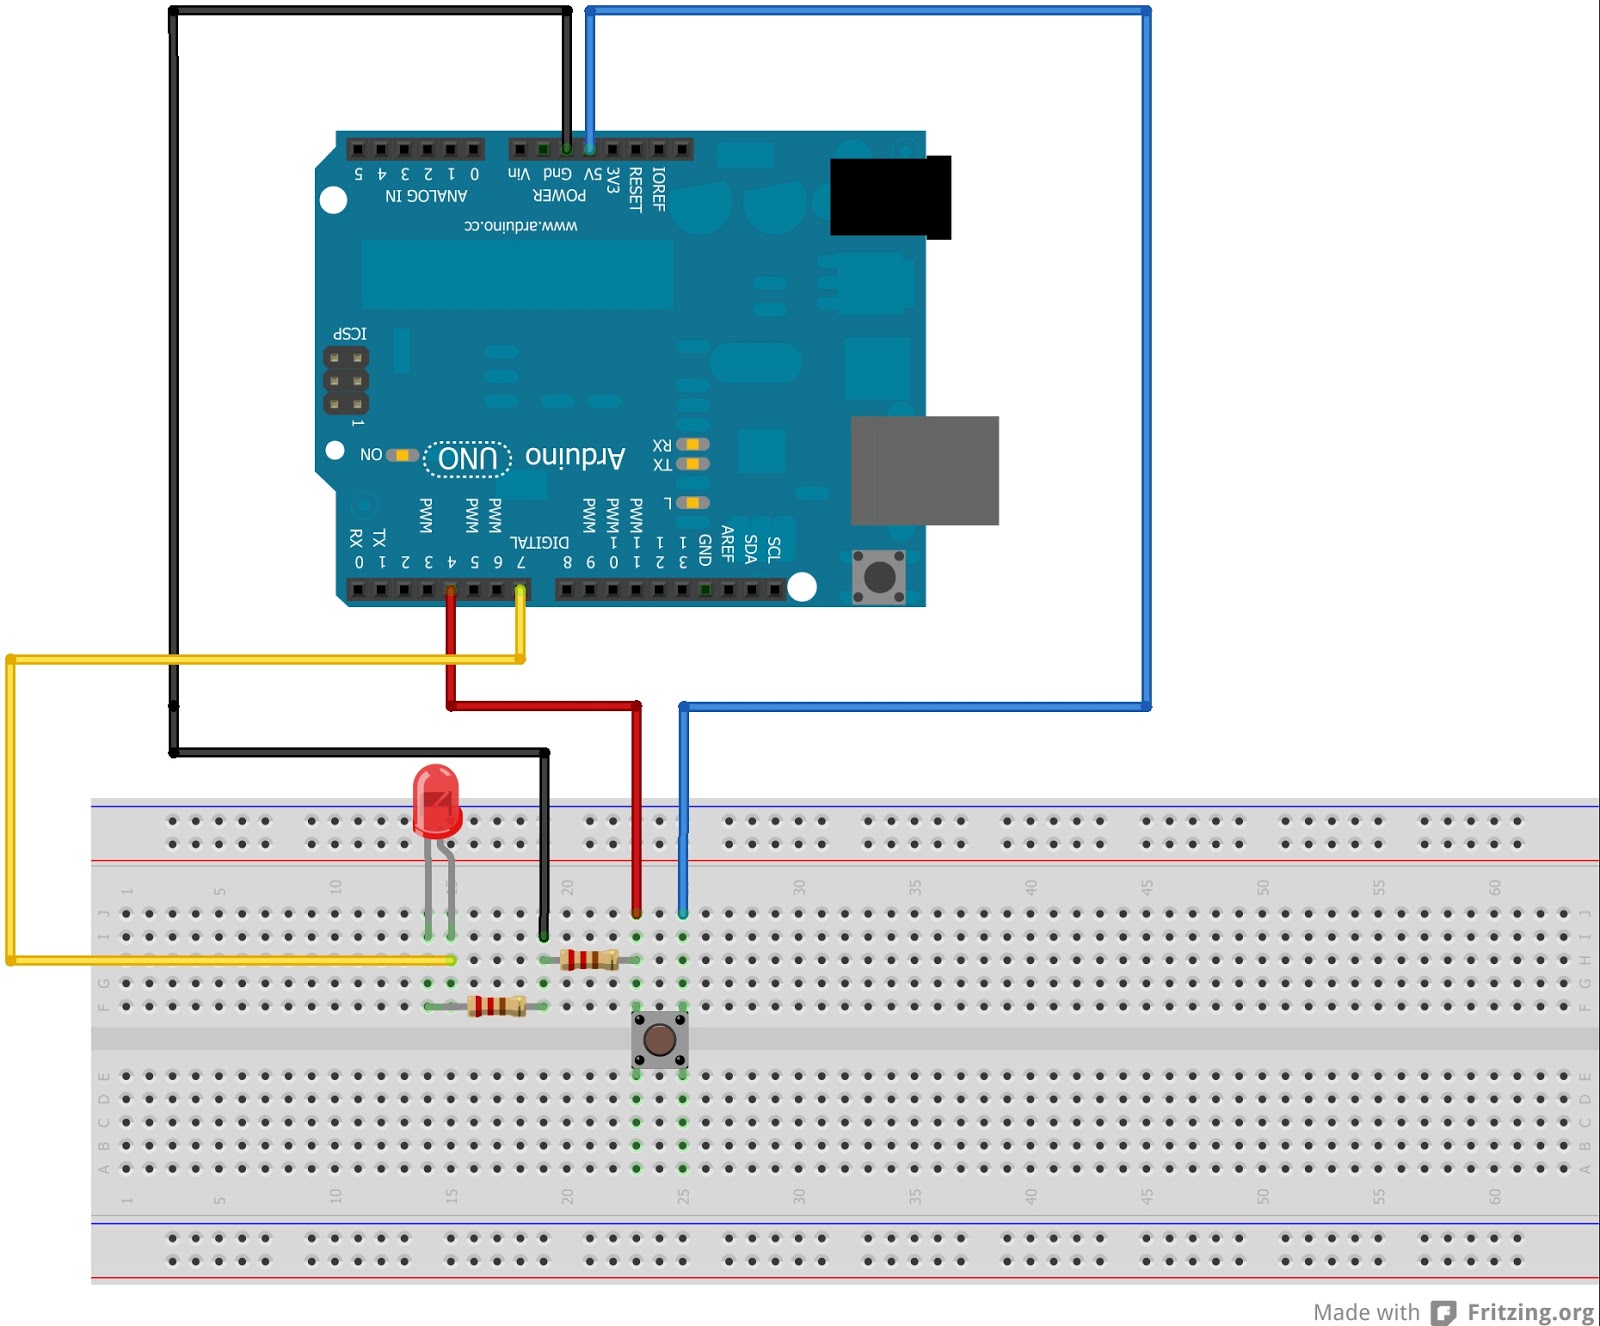 5 4 3 2 1 0
ANALOG IN
Vin Gnd 5V 3V3 RESET IOREF
POWER
www.arduino.cc
ICSP
1
ON
UNO Arduino
RX
TX
L
PWM PWM PWM PWM PWM PWM
RX TX DIGITAL GND AREF SDA SCL
0 1 2 3 4 5 6 7 8 9 10 11 12 13
1 5 10 15 20 25 30 35 40 45 50 55 60
J J
I I
H H
G G
F F
E E
D D
C C
B B
A A
1 5 10 15 20 25 30 35 40 45 50 55 60
Made with Fritzing.org